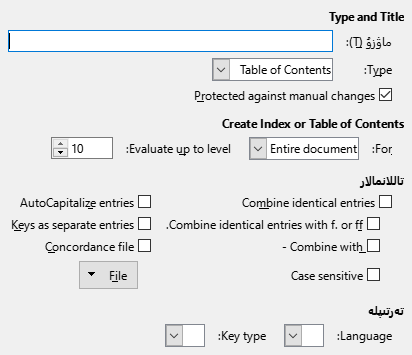 Type and Title
ماۋزۇ (T):
Type: Table of Contents
Protected against manual changes
Create Index or Table of Contents
For: Entire document Evaluate up to level: 10
تاللانمالار
Combine identical entries AutoCapitalize entries
Combine identical entries with f. or ff. Keys as separate entries
Combine with - Concordance file
Case sensitive File
تەرتىپلە
Language: Key type: